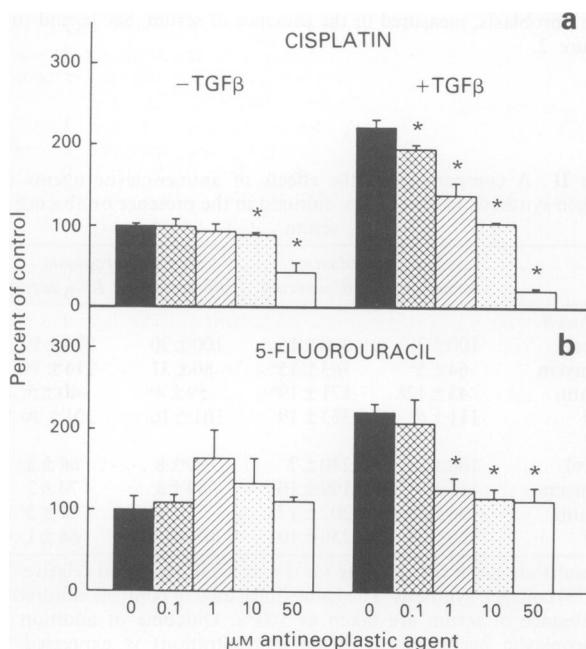 a
CISPLATIN
−TGFβ
+TGFβ
300
200
100
0
*
*
*
*
*
*
Percent of control
b
5-FLUOROURACIL
300
200
100
0
*
*
*
0 0.1 1 10 50
0 0.1 1 10 50
μM antineoplastic agent